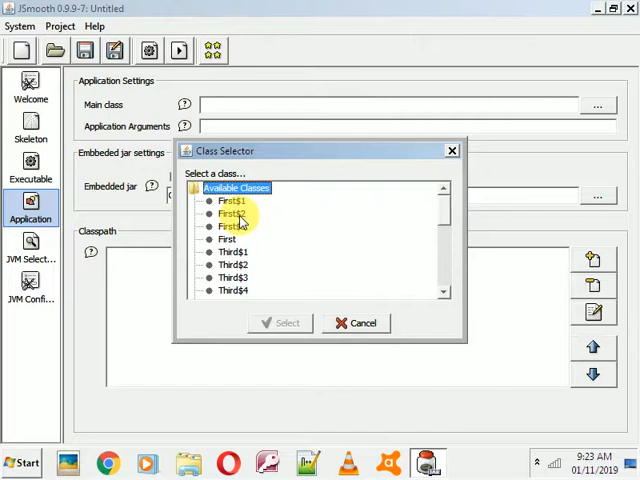 JSmooth 0.9.9-7: Untitled
System Project Help
Welcome
Skeleton
Executable
Application
JVM Select...
JVM Confi...
Application Settings
Main class
...
Application Arguments
Embbeded jar settings
Embedded jar
...
Classpath
Class Selector
Select a class...
Available Classes
First$1
First$2
First
Third$1
Third$2
Third$3
Third$4
Select
Cancel
Start
9:23 AM
01/11/2019